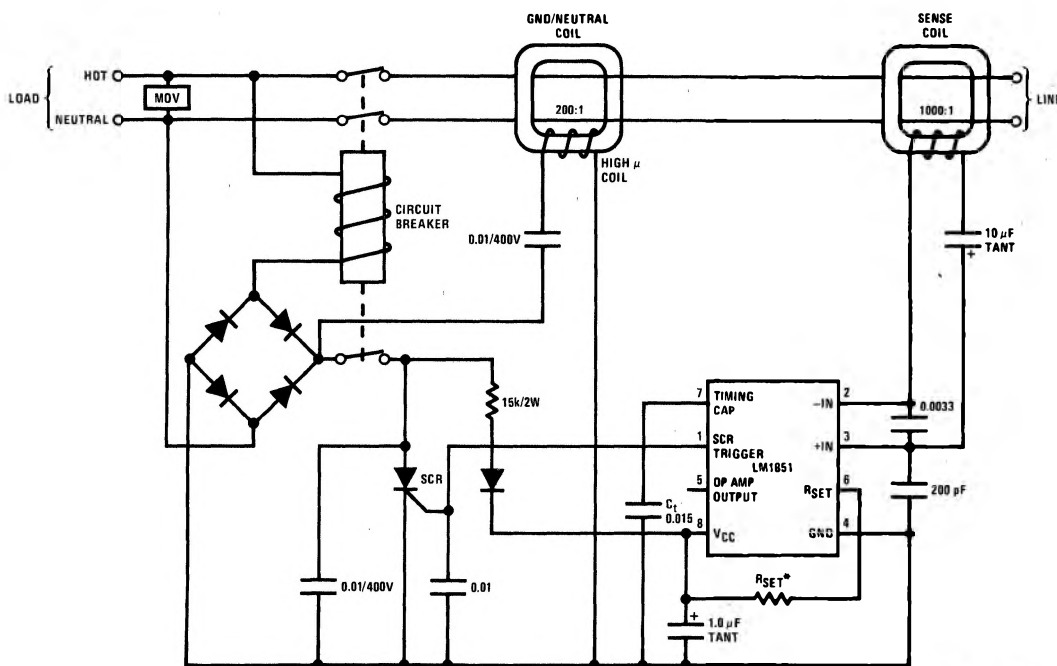 GND/NEUTRAL
COIL
SENSE
COIL
LOAD
HOT
MOV
NEUTRAL
200:1
1000:1
LINE
HIGH μ
COIL
CIRCUIT
BREAKER
0.01/400V
10 μF
TANT
+
15k/2W
7
TIMING
CAP
2
−IN
0.0033
1
SCR
TRIGGER
3
+IN
LM1851
SCR
5
OP AMP
OUTPUT
6
RSET
200 pF
Ct
0.015
8
VCC
4
GND
0.01/400V
0.01
RSET*
+
1.0 μF
TANT